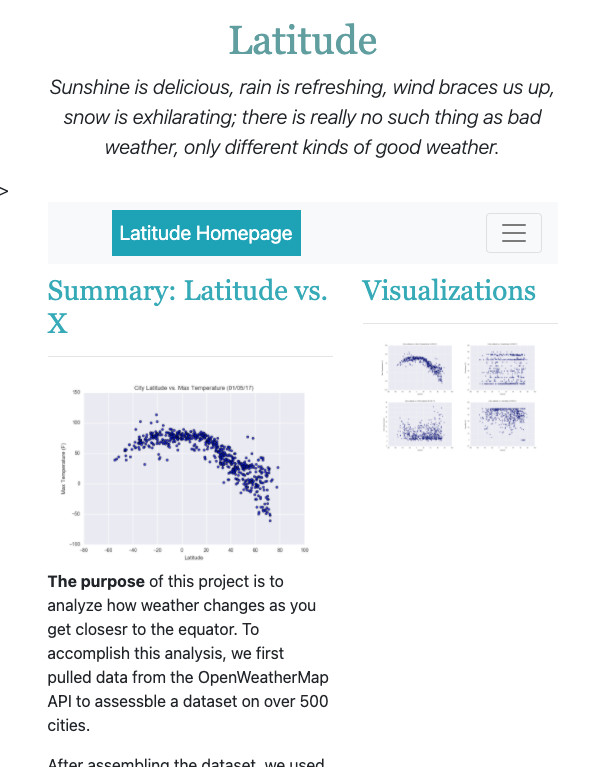 Latitude
Sunshine is delicious, rain is refreshing, wind braces us up,
snow is exhilarating; there is really no such thing as bad
weather, only different kinds of good weather.
>
Latitude Homepage
Summary: Latitude vs.
X
Visualizations
City Latitude vs. Max Temperature (01/05/17)
Max Temperature (F)
150
100
50
0
-50
-100
-80 -60 -40 -20 0 20 40 60 80 100
Latitude
The purpose of this project is to
analyze how weather changes as you
get closesr to the equator. To
accomplish this analysis, we first
pulled data from the OpenWeatherMap
API to assessble a dataset on over 500
cities.
After assembling the dataset, we used